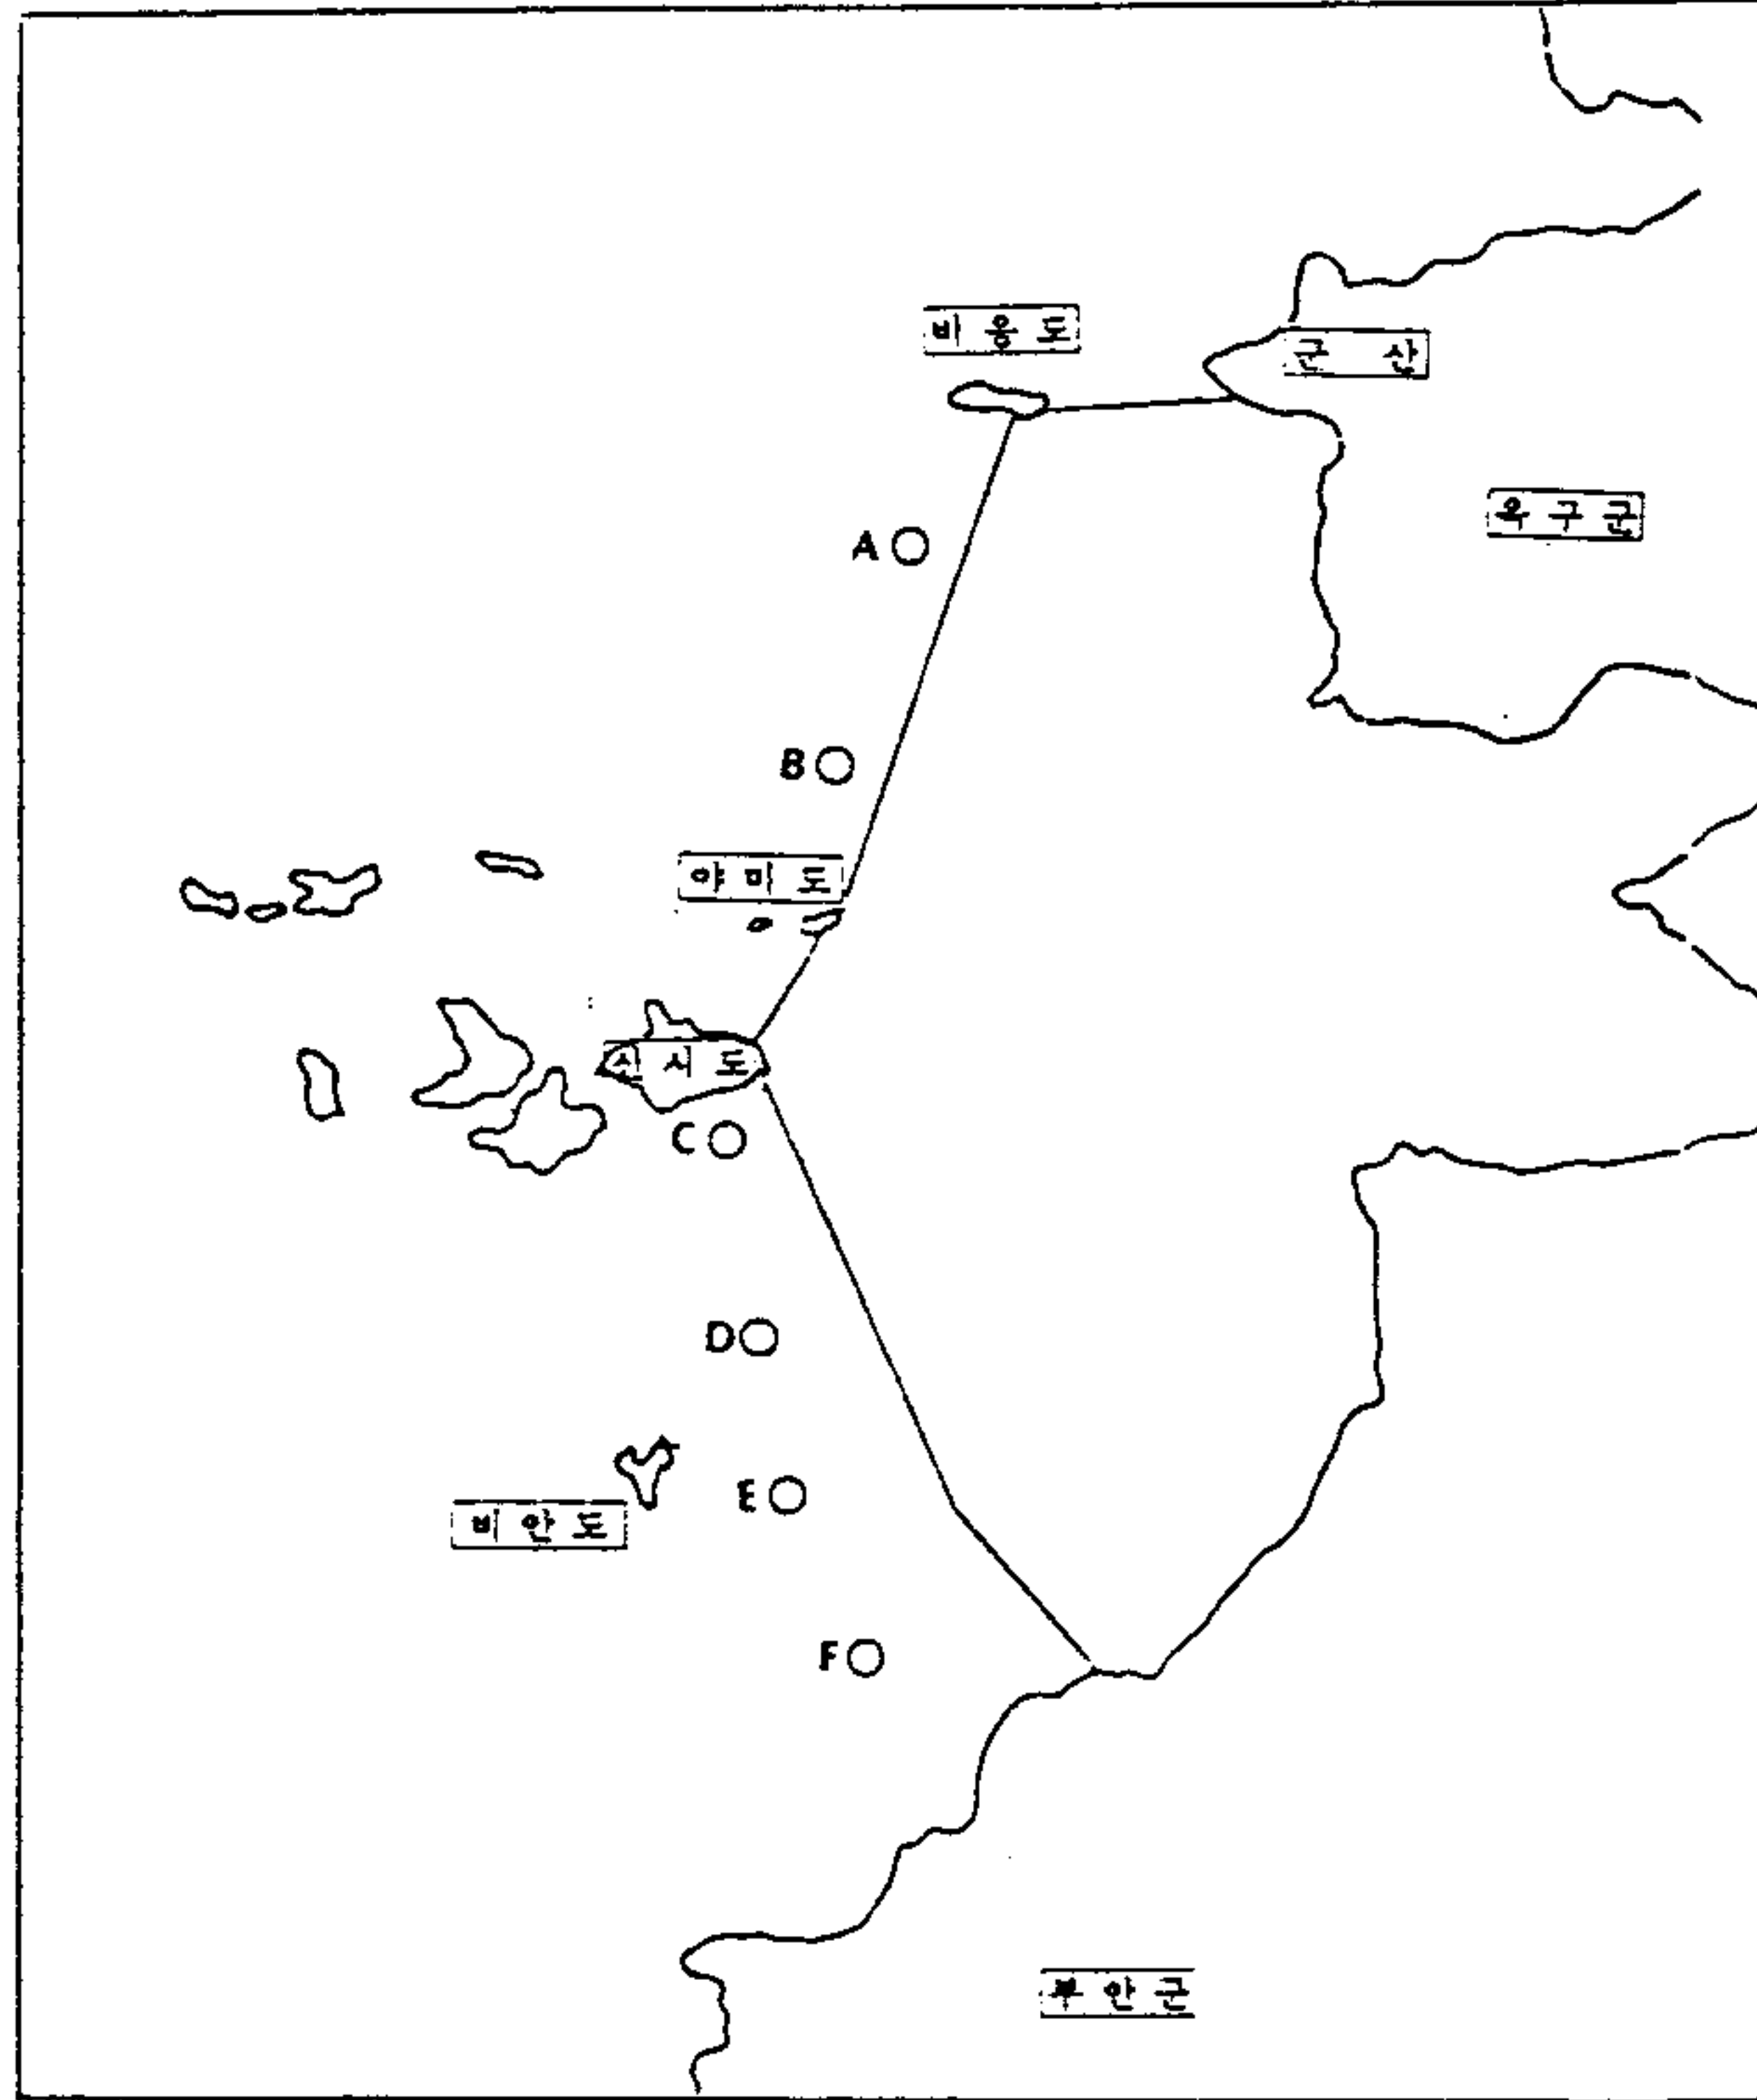 비 응 도
군 산
옥 구 군
A
B
야 미 도
신 시 도
C
D
E
비 안 도
F
부 안 군